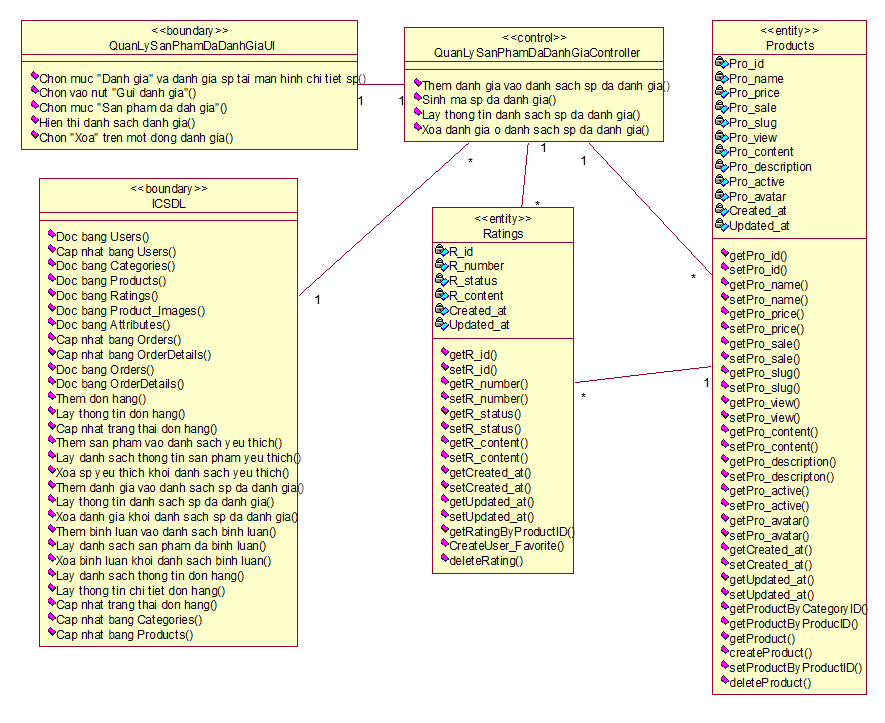 <<boundary>>
QuanLySanPhamDaDanhGiaUI
Chon muc "Danh gia" va danh gia sp tai man hinh chi tiet sp()
Chon vao nut "Gui danh gia"()
Chon muc "San pham da dah gia"()
Hien thi danh sach danh gia()
Chon "Xoa" tren mot dong danh gia()
1
1
<<control>>
QuanLySanPhamDaDanhGiaController
Them danh gia vao danh sach sp da danh gia()
Sinh ma sp da danh gia()
Lay thong tin danh sach sp da danh gia()
Xoa danh gia o danh sach sp da danh gia()
*
1
1
*
*
1
<<boundary>>
ICSDL
Doc bang Users()
Cap nhat bang Users()
Doc bang Categories()
Doc bang Products()
Doc bang Ratings()
Doc bang Product_Images()
Doc bang Attributes()
Cap nhat bang Orders()
Cap nhat bang OrderDetails()
Doc bang Orders()
Doc bang OrderDetails()
Them don hang()
Lay thong tin don hang()
Cap nhat trang thai don hang()
Them san pham vao danh sach yeu thich()
Lay danh sach thong tin san pham yeu thich()
Xoa sp yeu thich khoi danh sach yeu thich()
Them danh gia vao danh sach sp da danh gia()
Lay thong tin danh sach sp da danh gia()
Xoa danh gia khoi danh sach sp da danh gia()
Them binh luan vao danh sach binh luan()
Lay danh sach san pham da binh luan()
Xoa binh luan khoi danh sach binh luan()
Lay danh sach thong tin don hang()
Lay thong tin chi tiet don hang()
Cap nhat trang thai don hang()
Cap nhat bang Categories()
Cap nhat bang Products()
<<entity>>
Ratings
R_id
R_number
R_status
R_content
Created_at
Updated_at
getR_id()
setR_id()
getR_number()
setR_number()
getR_status()
setR_status()
getR_content()
setR_content()
getCreated_at()
setCreated_at()
getUpdated_at()
setUpdated_at()
getRatingByProductID()
CreateUser_Favorite()
deleteRating()
*
1
<<entity>>
Products
Pro_id
Pro_name
Pro_price
Pro_sale
Pro_slug
Pro_view
Pro_content
Pro_description
Pro_active
Pro_avatar
Created_at
Updated_at
getPro_id()
setPro_id()
getPro_name()
setPro_name()
getPro_price()
setPro_price()
getPro_sale()
setPro_sale()
getPro_slug()
setPro_slug()
getPro_view()
setPro_view()
getPro_content()
setPro_content()
getPro_description()
setPro_descripton()
getPro_active()
setPro_active()
getPro_avatar()
setPro_avatar()
getCreated_at()
setCreated_at()
getUpdated_at()
setUpdated_at()
getProductByCategoryID()
getProductByProducID()
getProduct()
createProduct()
setProductByProductID()
deleteProduct()